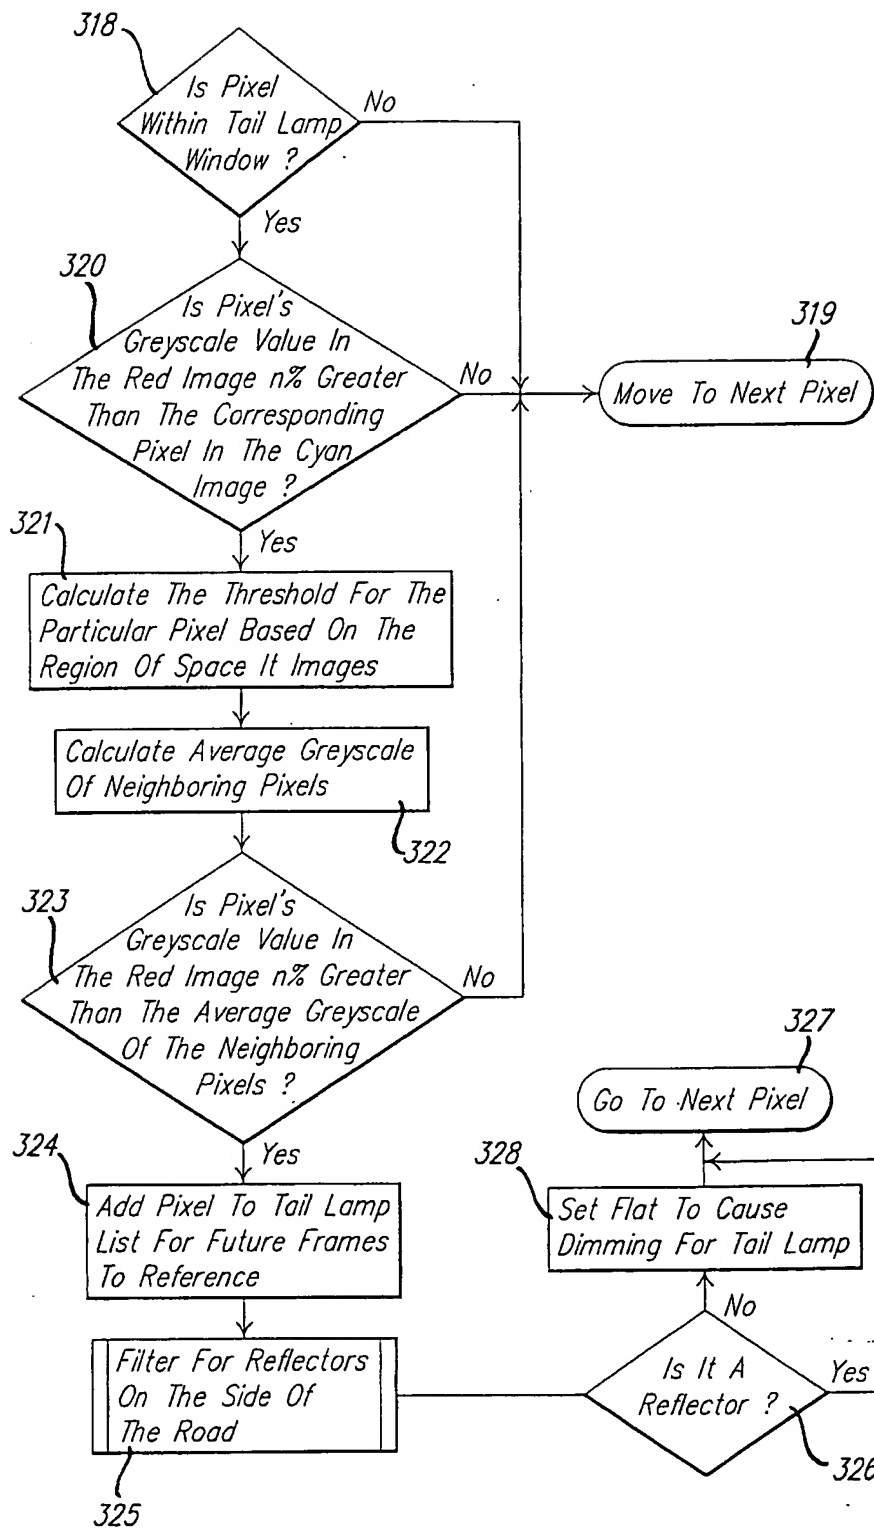 318
Is Pixel
Within Tail Lamp
Window ?
No
Yes
320
Is Pixel's
Greyscale Value In
The Red Image n% Greater
Than The Corresponding
Pixel In The Cyan
Image ?
No
319
Move To Next Pixel
Yes
321
Calculate The Threshold For The
Particular Pixel Based On The
Region Of Space It Images
Calculate Average Greyscale
Of Neighboring Pixels
322
323
Is Pixel's
Greyscale Value In
The Red Image n% Greater
Than The Average Greyscale
Of The Neighboring
Pixels ?
No
Yes
324
Add Pixel To Tail Lamp
List For Future Frames
To Reference
Filter For Reflectors
On The Side Of
The Road
325
327
Go To Next Pixel
328
Set Flat To Cause
Dimming For Tail Lamp
No
Is It A
Reflector ?
Yes
326